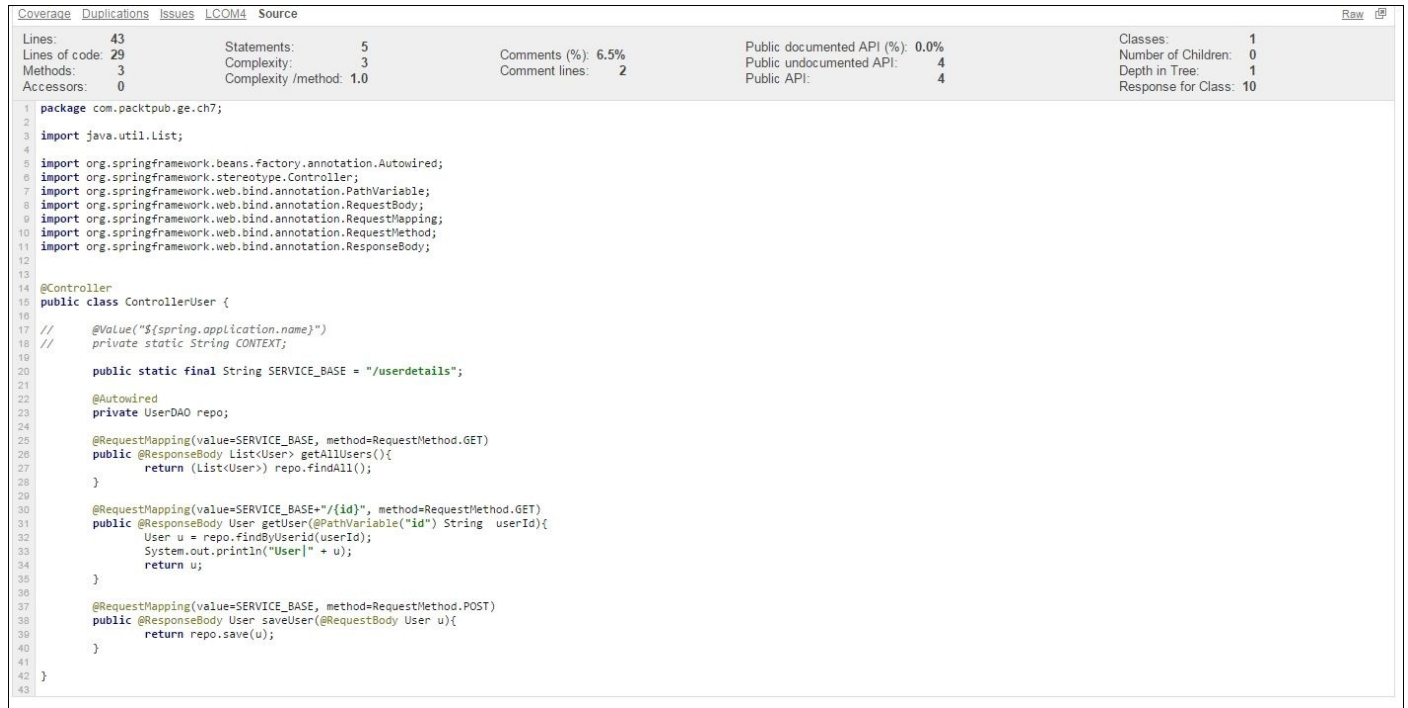 Coverage Duplications Issues LCOM4 Source Raw
Lines: 43
Lines of code: 29
Methods: 3
Accessors: 0
Statements: 5
Complexity: 3
Complexity /method: 1.0
Comments (%): 6.5%
Comment lines: 2
Public documented API (%): 0.0%
Public undocumented API: 4
Public API: 4
Classes: 1
Number of Children: 0
Depth in Tree: 1
Response for Class: 10
1 package com.packtpub.ge.ch7;
2
3 import java.util.List;
4
5 import org.springframework.beans.factory.annotation.Autowired;
6 import org.springframework.stereotype.Controller;
7 import org.springframework.web.bind.annotation.PathVariable;
8 import org.springframework.web.bind.annotation.RequestBody;
9 import org.springframework.web.bind.annotation.RequestMapping;
10 import org.springframework.web.bind.annotation.RequestMethod;
11 import org.springframework.web.bind.annotation.ResponseBody;
12
13
14 @Controller
15 public class ControllerUser {
16
17 // @Value("${spring.application.name}")
18 // private static String CONTEXT;
19
20 public static final String SERVICE_BASE = "/userdetails";
21
22 @Autowired
23 private UserDAO repo;
24
25 @RequestMapping(value=SERVICE_BASE, method=RequestMethod.GET)
26 public @ResponseBody List<User> getAllUsers(){
27 return (List<User>) repo.findAll();
28 }
29
30 @RequestMapping(value=SERVICE_BASE+"/{id}", method=RequestMethod.GET)
31 public @ResponseBody User getUser(@PathVariable("id") String userId){
32 User u = repo.findByUserid(userId);
33 System.out.println("User|" + u);
34 return u;
35 }
36
37 @RequestMapping(value=SERVICE_BASE, method=RequestMethod.POST)
38 public @ResponseBody User saveUser(@RequestBody User u){
39 return repo.save(u);
40 }
41
42 }
43